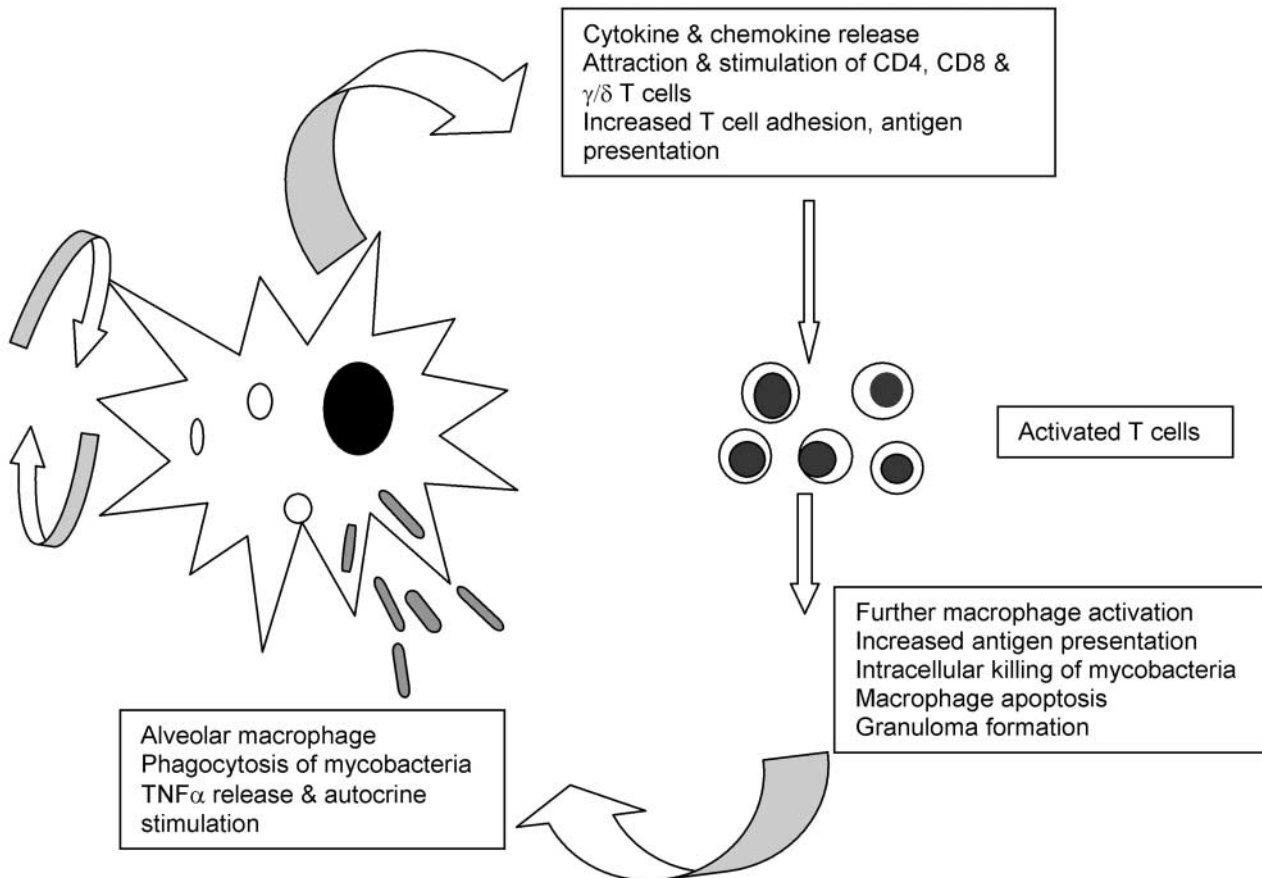 Cytokine & chemokine release
Attraction & stimulation of CD4, CD8 &
γ/δ T cells
Increased T cell adhesion, antigen
presentation
Activated T cells
Further macrophage activation
Increased antigen presentation
Intracellular killing of mycobacteria
Macrophage apoptosis
Granuloma formation
Alveolar macrophage
Phagocytosis of mycobacteria
TNFα release & autocrine
stimulation